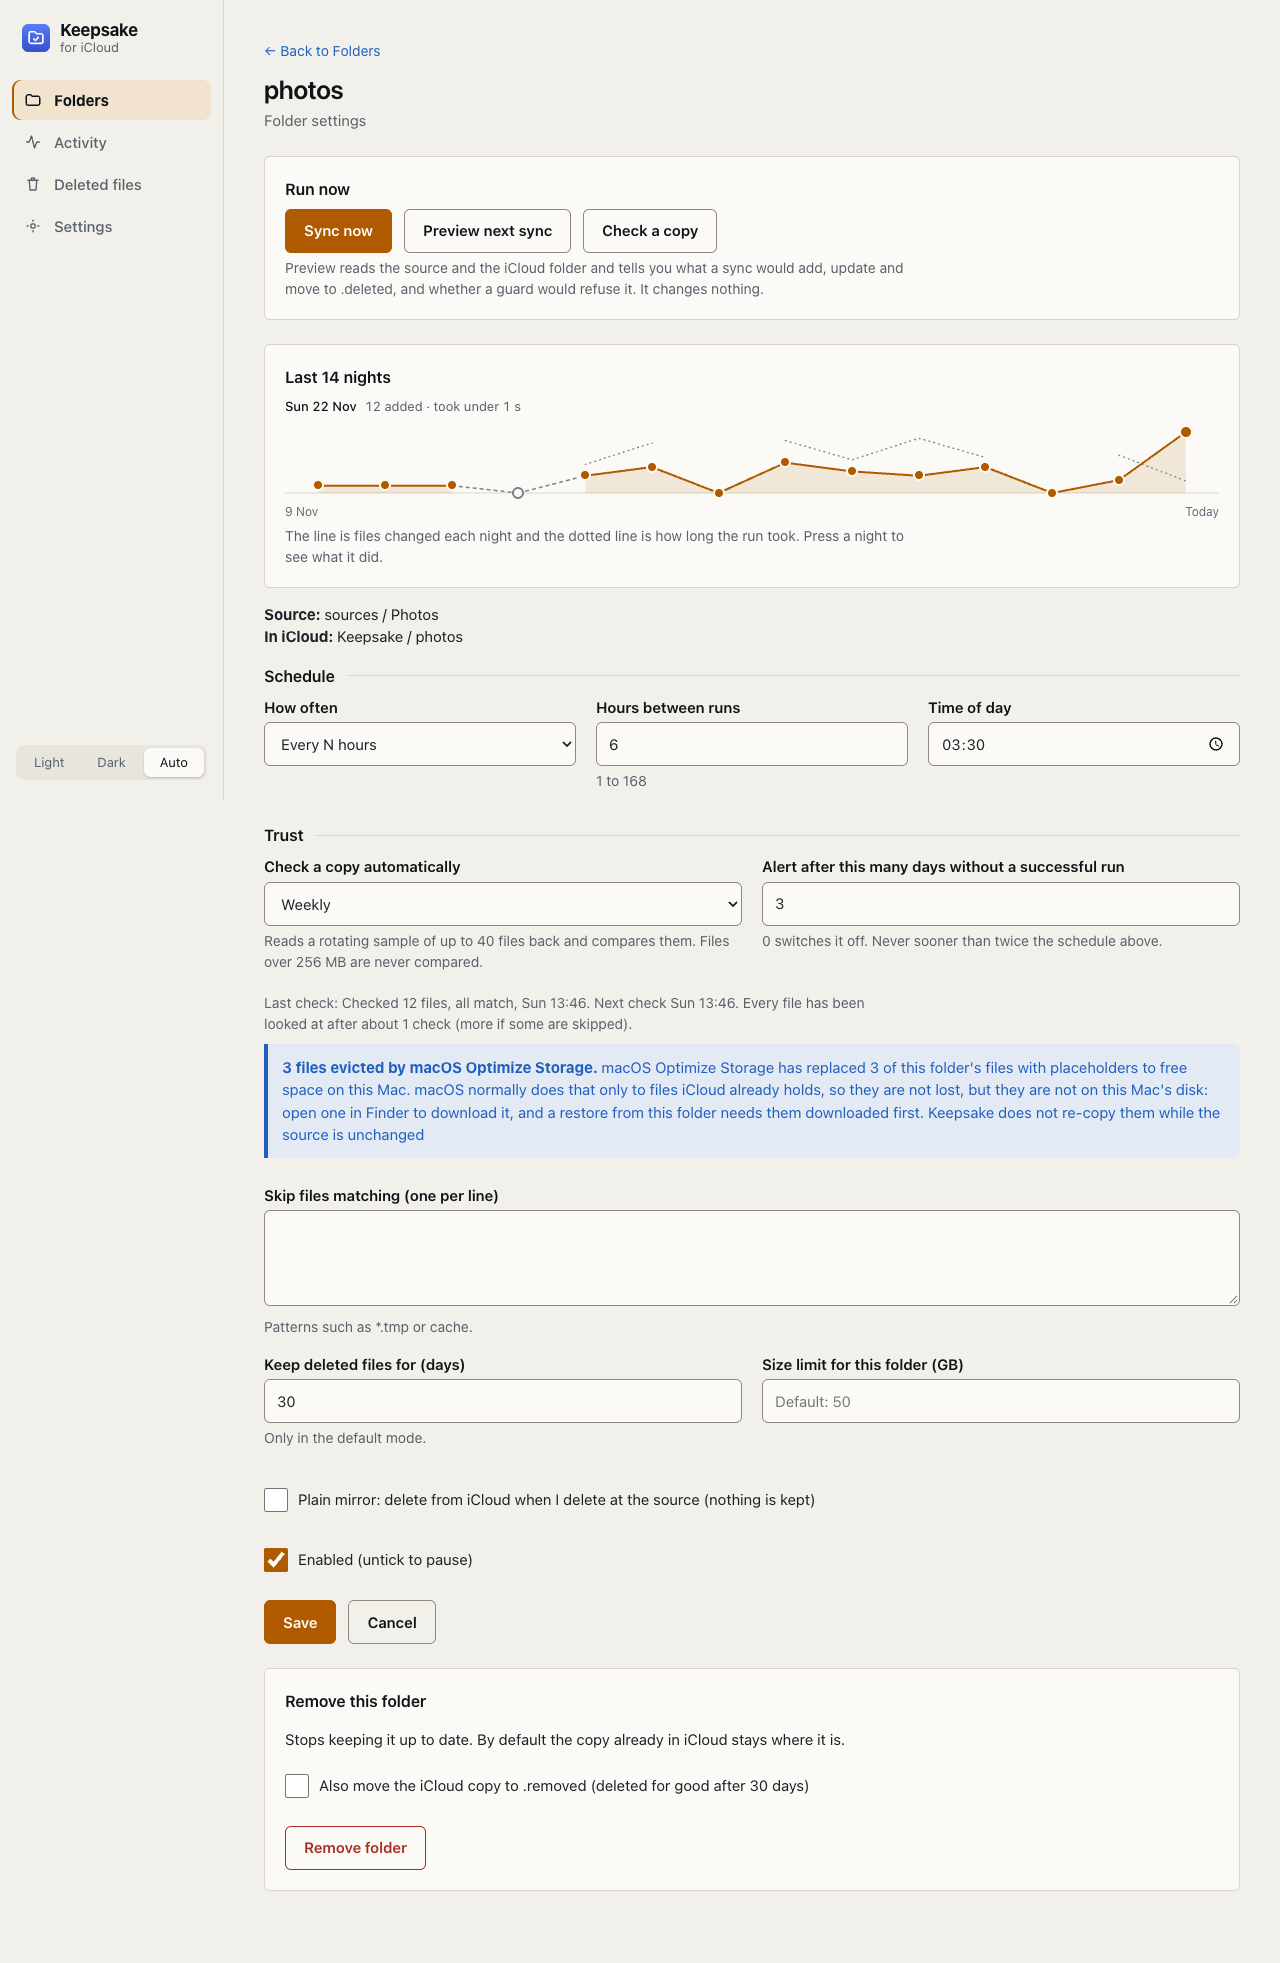 Keepsake
for iCloud
Folders
Activity
Deleted files
Settings
Light Dark Auto
← Back to Folders
photos
Folder settings
Run now
Sync now Preview next sync Check a copy
Preview reads the source and the iCloud folder and tells you what a sync would add, update and
move to .deleted, and whether a guard would refuse it. It changes nothing.
Last 14 nights
Sun 22 Nov 12 added · took under 1 s
9 Nov Today
The line is files changed each night and the dotted line is how long the run took. Press a night to
see what it did.
Source: sources / Photos
In iCloud: Keepsake / photos
Schedule
How often Hours between runs Time of day
Every N hours 6 03:30
1 to 168
Trust
Check a copy automatically Alert after this many days without a successful run
Weekly 3
Reads a rotating sample of up to 40 files back and compares them. Files
over 256 MB are never compared.
0 switches it off. Never sooner than twice the schedule above.
Last check: Checked 12 files, all match, Sun 13:46. Next check Sun 13:46. Every file has been
looked at after about 1 check (more if some are skipped).
3 files evicted by macOS Optimize Storage. macOS Optimize Storage has replaced 3 of this folder's files with placeholders to free
space on this Mac. macOS normally does that only to files iCloud already holds, so they are not lost, but they are not on this Mac's disk:
open one in Finder to download it, and a restore from this folder needs them downloaded first. Keepsake does not re-copy them while the
source is unchanged
Skip files matching (one per line)
Patterns such as *.tmp or cache.
Keep deleted files for (days) Size limit for this folder (GB)
30 Default: 50
Only in the default mode.
Plain mirror: delete from iCloud when I delete at the source (nothing is kept)
Enabled (untick to pause)
Save Cancel
Remove this folder
Stops keeping it up to date. By default the copy already in iCloud stays where it is.
Also move the iCloud copy to .removed (deleted for good after 30 days)
Remove folder